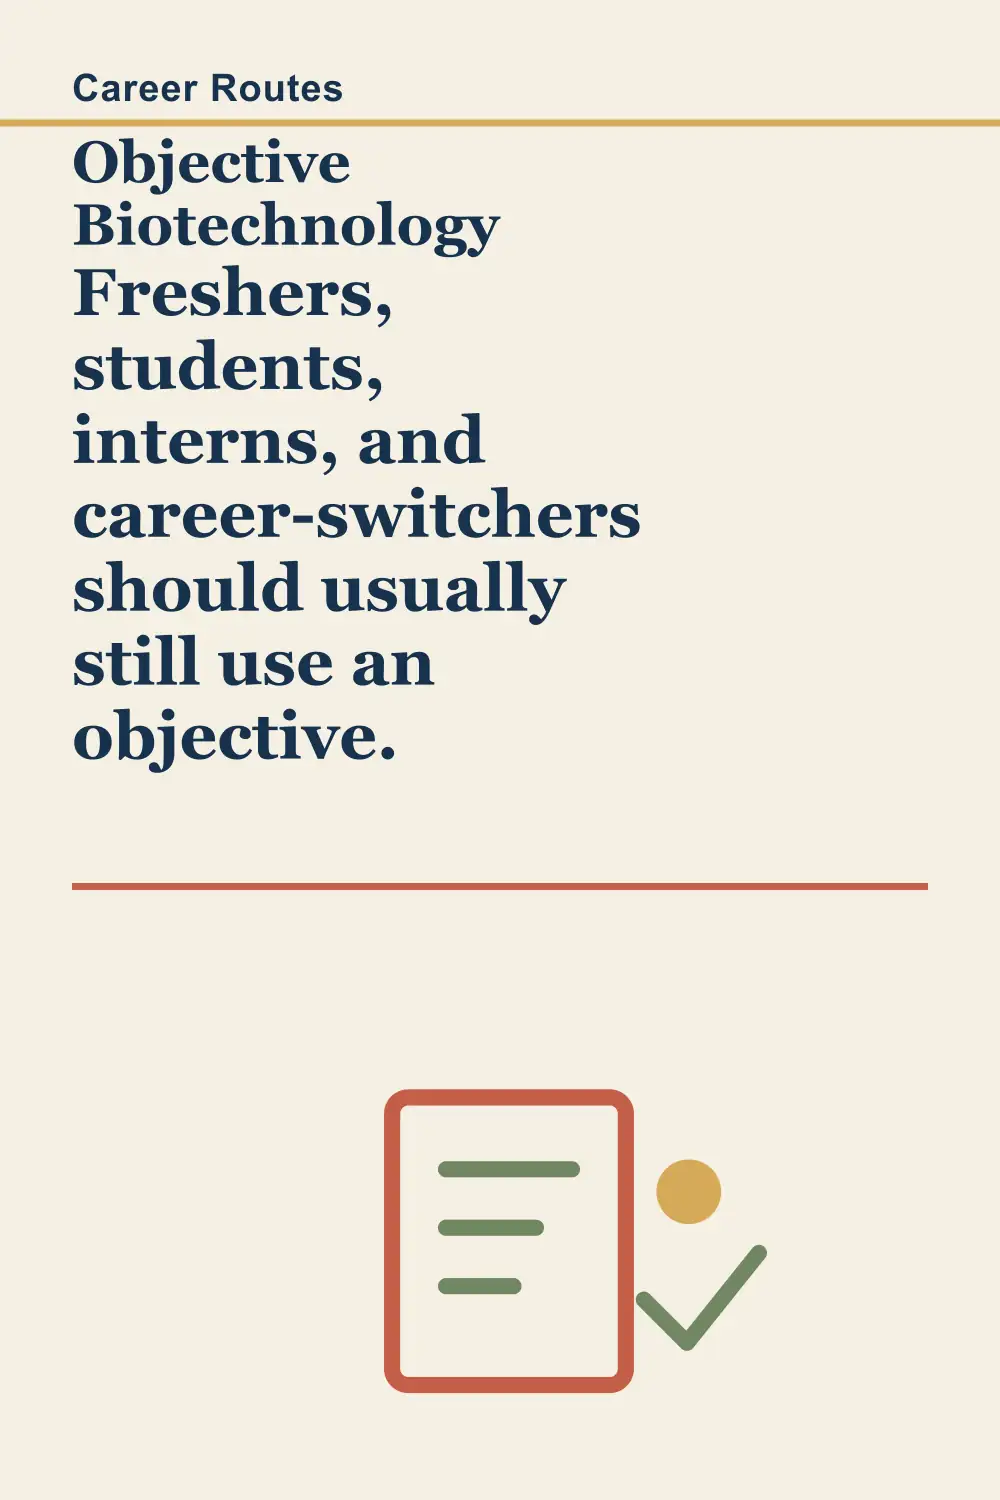 Career Routes
Objective
Biotechnology
Freshers,
students,
interns, and
career-switchers
should usually
still use an
objective.